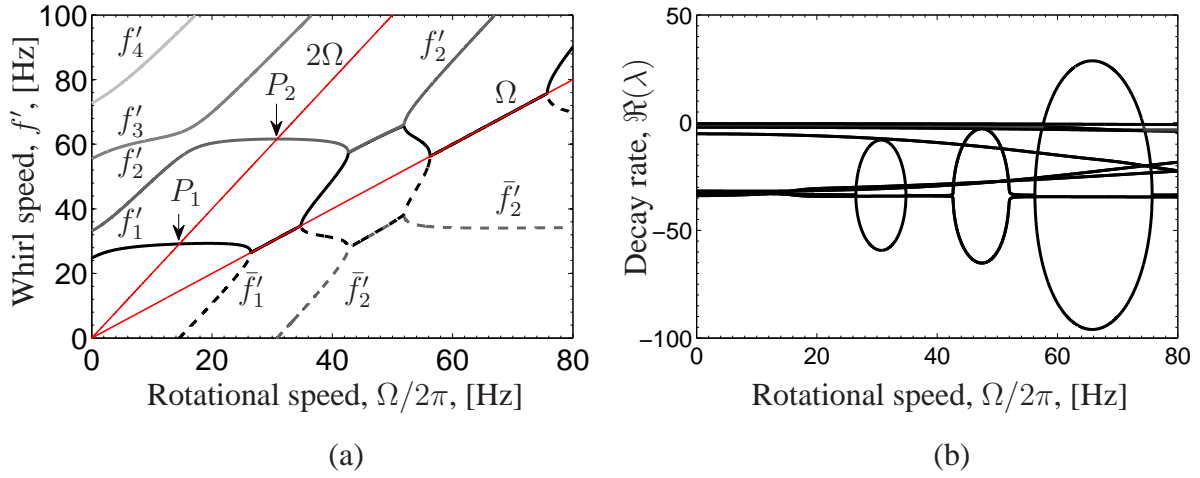 100
80
60
40
20
0
0 20 40 60 80
Whirl speed, f′, [Hz]
Rotational speed, Ω/2π, [Hz]
f′₄
f′₃
f′₂
f′₁
P₁
P₂
2Ω
f′₂
Ω
f̄′₁
f̄′₂
f̄′₂
(a)
50
0
−50
−100
0 20 40 60 80
Decay rate, ℜ(λ)
Rotational speed, Ω/2π, [Hz]
(b)